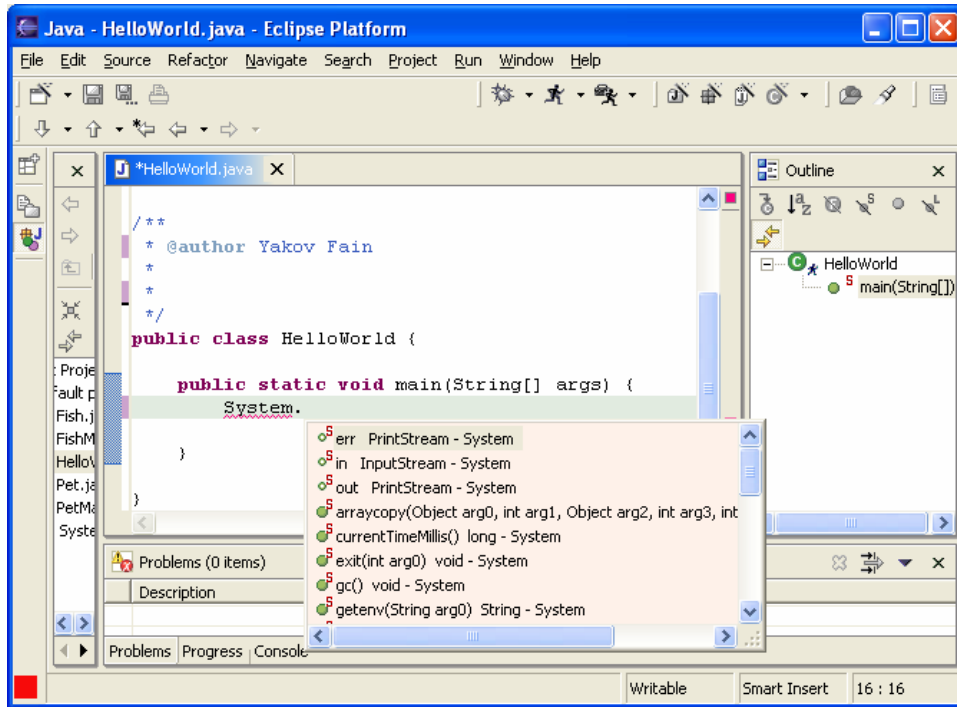 Java - HelloWorld.java - Eclipse Platform
File Edit Source Refactor Navigate Search Project Run Window Help
*HelloWorld.java
Outline
/**
* @author Yakov Fain
*
*
*/
public class HelloWorld {
public static void main(String[] args) {
System.
}
}
HelloWorld
main(String[])
: Proje
Fault p
Fish.j
FishM
HelloW
Pet.ja
PetMa
Syste
err PrintStream - System
in InputStream - System
out PrintStream - System
arraycopy(Object arg0, int arg1, Object arg2, int arg3, int
currentTimeMillis() long - System
exit(int arg0) void - System
gc() void - System
getenv(String arg0) String - System
Problems (0 items)
Description
Problems Progress Console
Writable Smart Insert 16 : 16